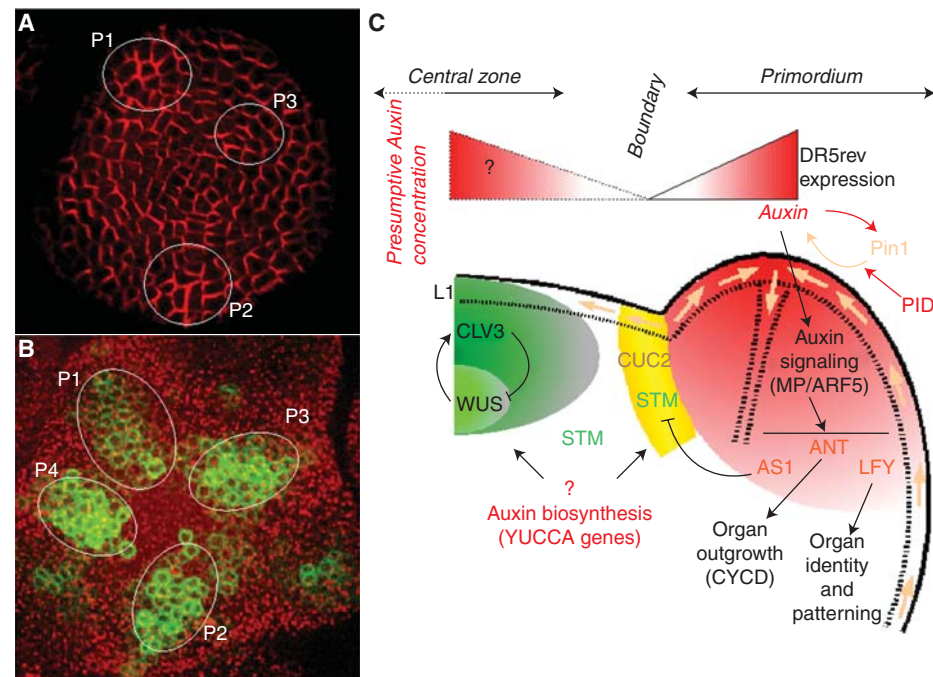 A
P1
P3
P2
B
P1
P3
P4
P2
C
Central zone
Primordium
Boundary
Presumptive Auxin
concentration
?
DR5rev
expression
Auxin
Pin1
PID
L1
CLV3
WUS
STM
CUC2
STM
Auxin
signaling
(MP/ARF5)
ANT
AS1
LFY
?
Auxin biosynthesis
(YUCCA genes)
Organ
outgrowth
(CYCD)
Organ
identity
and
patterning